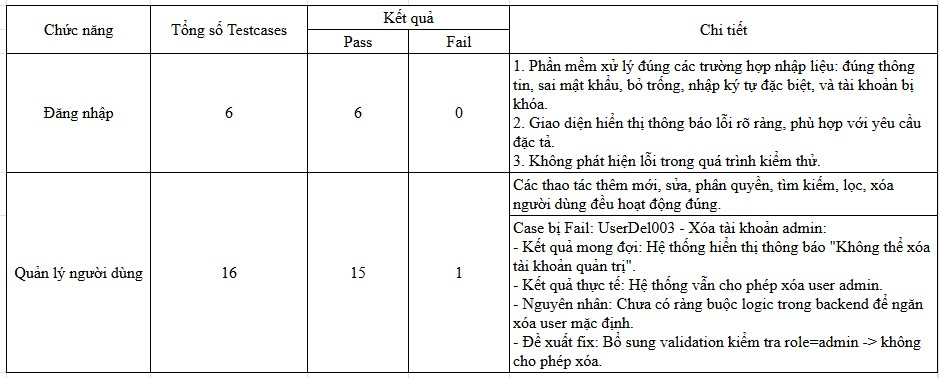 Chức năng
Tổng số Testcases
Kết quả
Pass
Fail
Chi tiết
Đăng nhập
6
6
0
1. Phần mềm xử lý đúng các trường hợp nhập liệu: đúng thông
tin, sai mật khẩu, bỏ trống, nhập ký tự đặc biệt, và tài khoản bị
khóa.
2. Giao diện hiển thị thông báo lỗi rõ ràng, phù hợp với yêu cầu
đặc tả.
3. Không phát hiện lỗi trong quá trình kiểm thử.
Quản lý người dùng
16
15
1
Các thao tác thêm mới, sửa, phân quyền, tìm kiếm, lọc, xóa
người dùng đều hoạt động đúng.
Case bị Fail: UserDel003 - Xóa tài khoản admin:
- Kết quả mong đợi: Hệ thống hiển thị thông báo "Không thể xóa
tài khoản quản trị".
- Kết quả thực tế: Hệ thống vẫn cho phép xóa user admin.
- Nguyên nhân: Chưa có ràng buộc logic trong backend để ngăn
xóa user mặc định.
- Đề xuất fix: Bổ sung validation kiểm tra role=admin -> không
cho phép xóa.